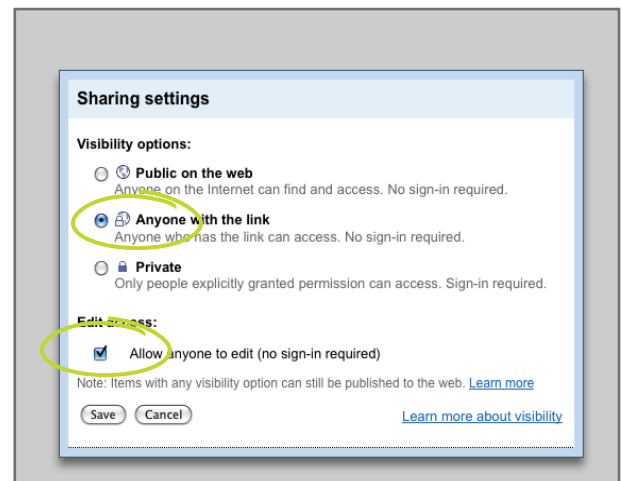 Sharing settings
Visibility options:
Public on the web
Anyone on the Internet can find and access. No sign-in required.
Anyone with the link
Anyone who has the link can access. No sign-in required.
Private
Only people explicitly granted permission can access. Sign-in required.
Edit access:
Allow anyone to edit (no sign-in required)
Note: Items with any visibility option can still be published to the web. Learn more
Save Cancel Learn more about visibility